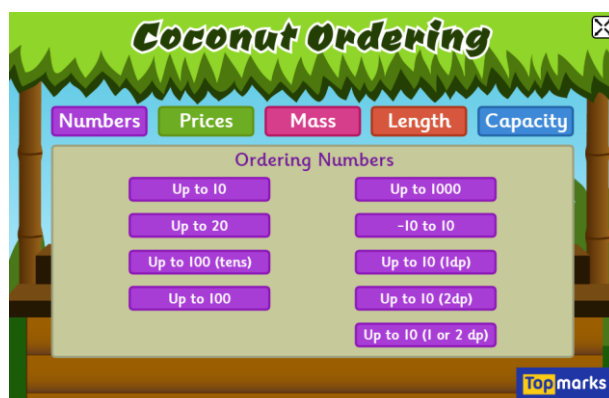 Coconut Ordering
Numbers Prices Mass Length Capacity
Ordering Numbers
Up to 10 Up to 1000
Up to 20 -10 to 10
Up to 100 (tens) Up to 10 (1dp)
Up to 100 Up to 10 (2dp)
Up to 10 (1 or 2 dp)
Topmarks